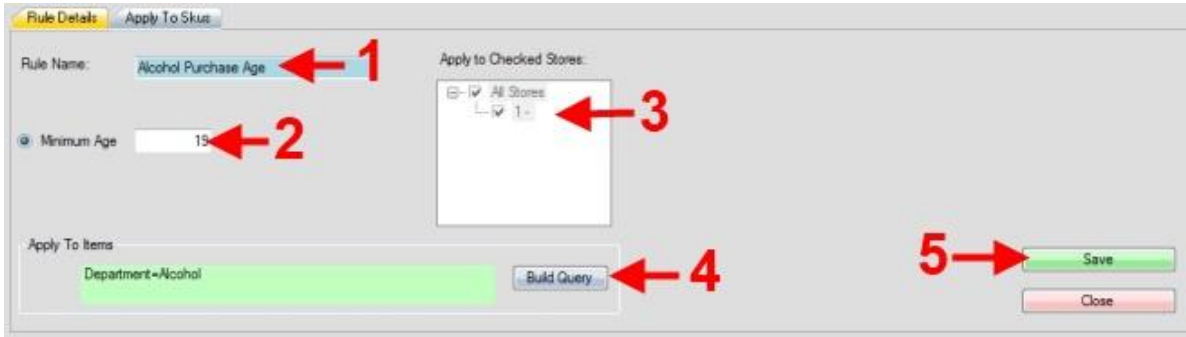 Rule Details Apply To Skus
Rule Name: Alcohol Purchase Age 1
Apply to Checked Stores:
All Stores
1 - 3
Minimum Age 19 2
Apply To Items
Department=Alcohol
Build Query 4
5 Save
Close